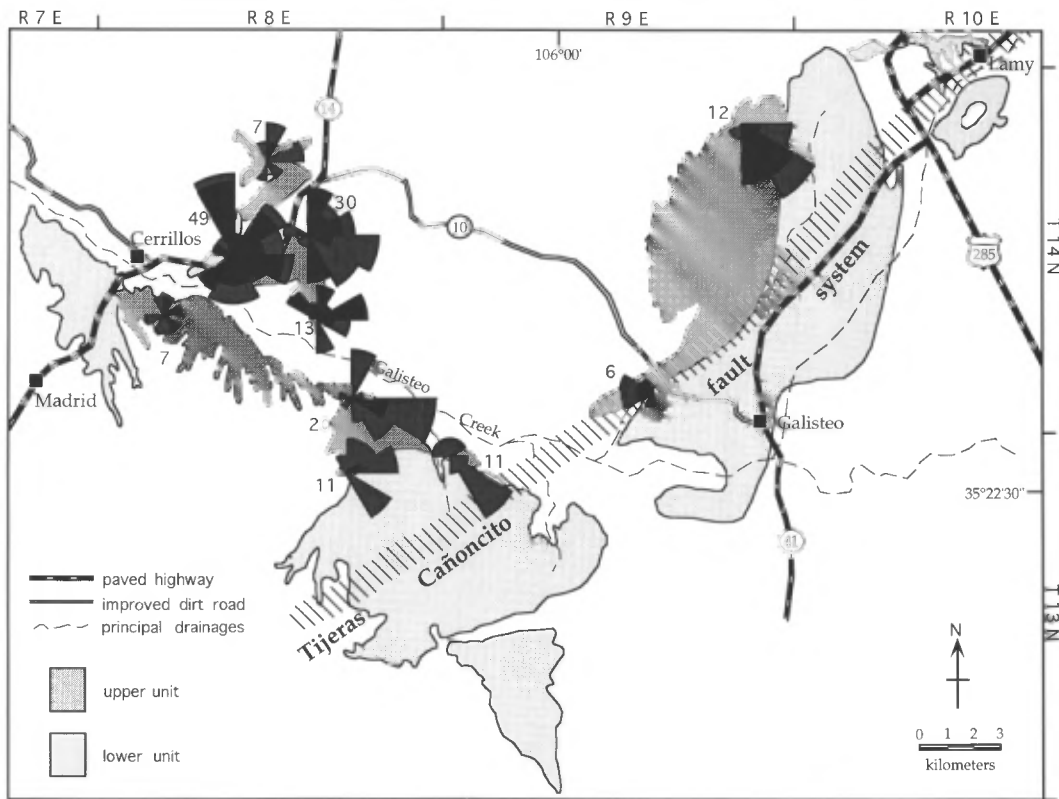 R 7 E
R 8 E
R 9 E
R 10 E
106°00'
Lamy
14
7
12
49
30
Cerrillos
10
T 14 N
285
system
13
7
Galisteo
6
fault
Madrid
2
Creek
Galisteo
11
11
35°22'30"
Cañoncito
41
paved highway
improved dirt road
principal drainages
Tijeras
T 13 N
N
upper unit
lower unit
0 1 2 3
kilometers